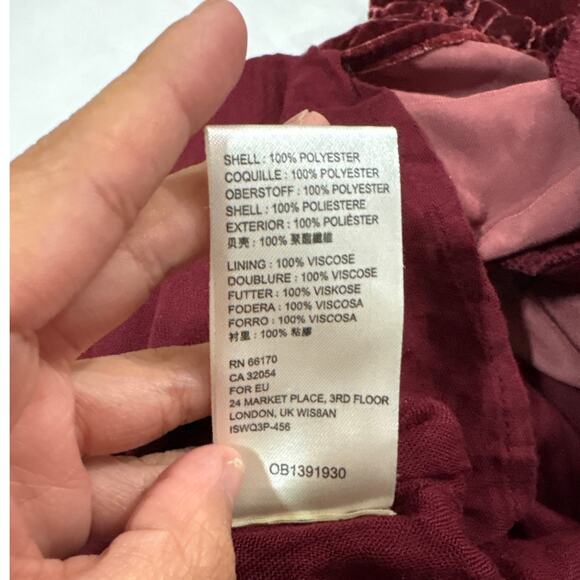 SHELL : 100% POLYESTER
COQUILLE : 100% POLYESTER
OBERSTOFF : 100% POLYESTER
SHELL : 100% POLIESTERE
EXTERIOR : 100% POLIÉSTER
贝壳 : 100% 聚酯纖維
LINING : 100% VISCOSE
DOUBLURE : 100% VISCOSE
FUTTER : 100% VISKOSE
FODERA : 100% VISCOSA
FORRO : 100% VISCOSA
衬里 : 100% 粘膠
RN 66170
CA 32054
FOR EU
24 MARKET PLACE, 3RD FLOOR
LONDON, UK WIS8AN
ISWQ3P-456
OB1391930